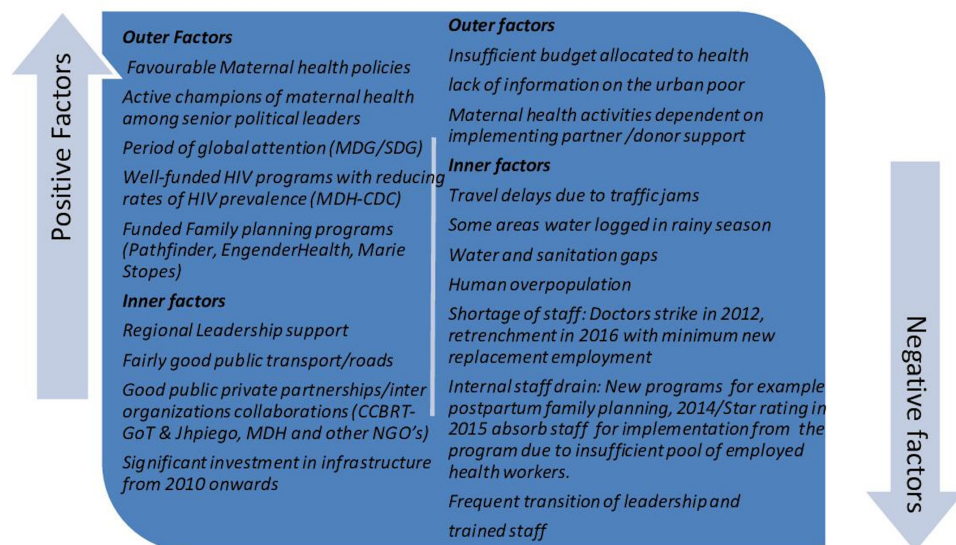 Positive Factors
Outer Factors
Favourable Maternal health policies
Active champions of maternal health
among senior political leaders
Period of global attention (MDG/SDG)
Well-funded HIV programs with reducing
rates of HIV prevalence (MDH-CDC)
Funded Family planning programs
(Pathfinder, EngenderHealth, Marie
Stopes)
Inner factors
Regional Leadership support
Fairly good public transport/roads
Good public private partnerships/inter
organizations collaborations (CCBRT-
GoT & Jhpiego, MDH and other NGO's)
Significant investment in infrastructure
from 2010 onwards
Outer factors
Insufficient budget allocated to health
lack of information on the urban poor
Maternal health activities dependent on
implementing partner /donor support
Inner factors
Travel delays due to traffic jams
Some areas water logged in rainy season
Water and sanitation gaps
Human overpopulation
Shortage of staff: Doctors strike in 2012,
retrenchment in 2016 with minimum new
replacement employment
Internal staff drain: New programs for example
postpartum family planning, 2014/Star rating in
2015 absorb staff for implementation from the
program due to insufficient pool of employed
health workers.
Frequent transition of leadership and
trained staff
Negative factors